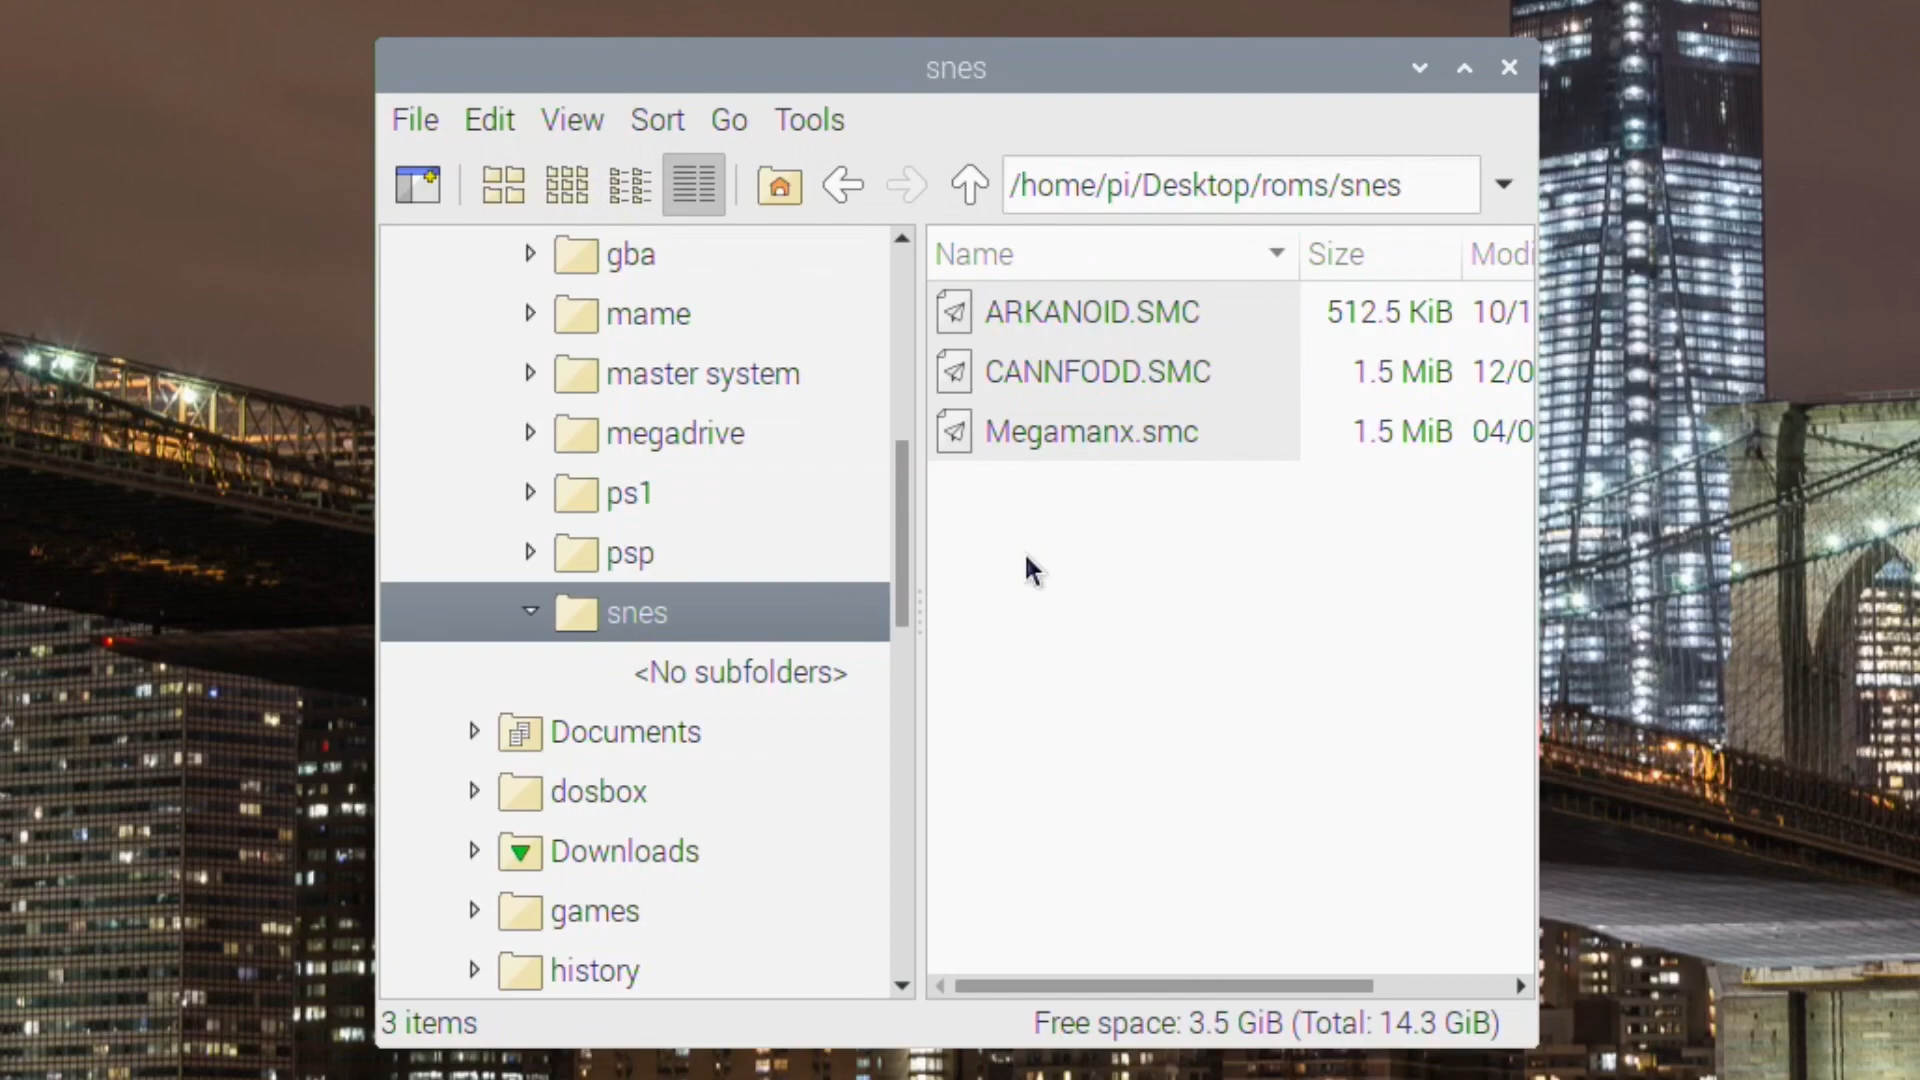 snes
File Edit View Sort Go Tools
/home/pi/Desktop/roms/snes
gba
mame
master system
megadrive
ps1
psp
snes
<No subfolders>
Documents
dosbox
Downloads
games
history
Name Size Modi
ARKANOID.SMC 512.5 KiB 10/1
CANNFODD.SMC 1.5 MiB 12/0
Megamanx.smc 1.5 MiB 04/0
3 items
Free space: 3.5 GiB (Total: 14.3 GiB)